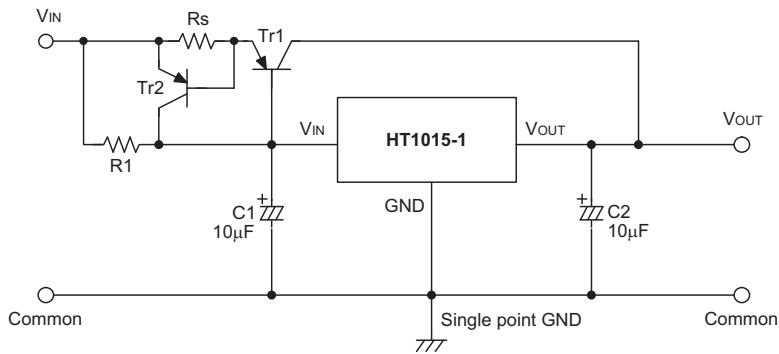 VIN
Rs
Tr1
Tr2
R1
VIN
HT1015-1
VOUT
VOUT
GND
C1
10μF
C2
10μF
Common
Single point GND
Common